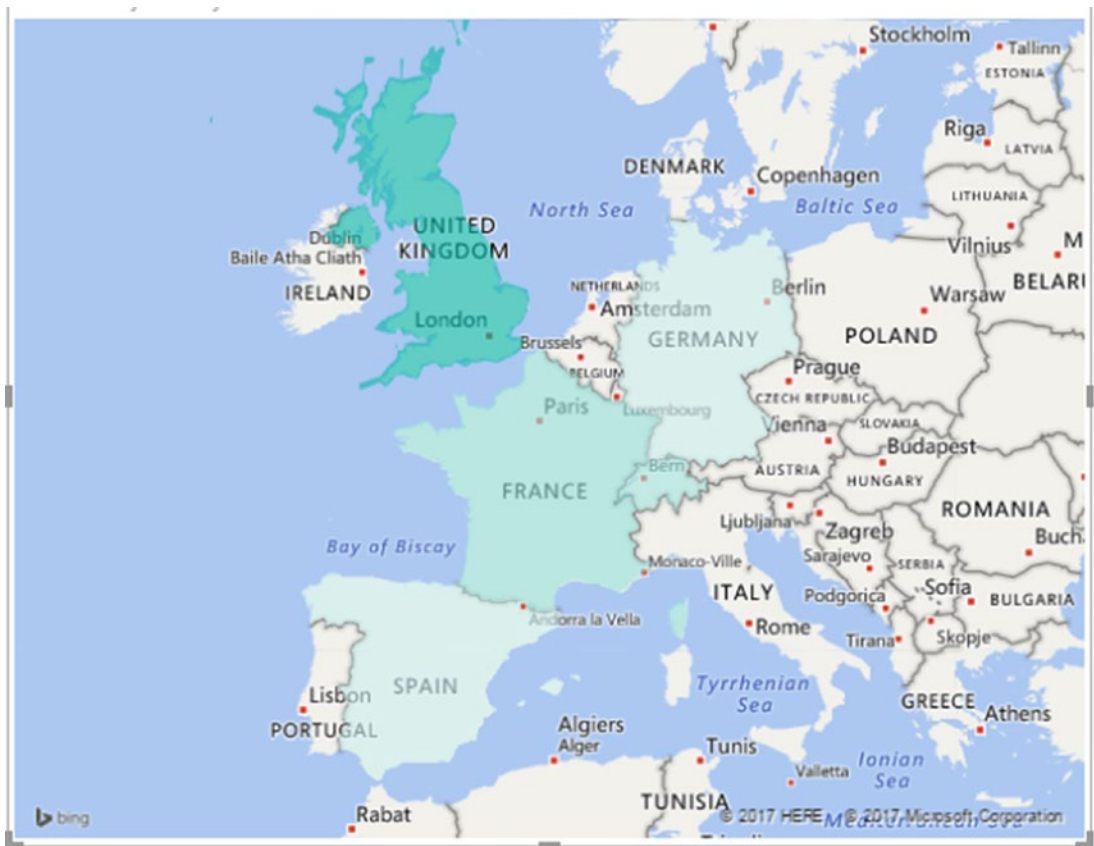 Stockholm
Tallinn
ESTONIA
Riga
LATVIA
DENMARK
Copenhagen
LITHUANIA
North Sea
Baltic Sea
UNITED
KINGDOM
Dublin
Baile Atha Cliath
Vilnius
M
IRELAND
NETHERLANDS
Berlin
BELARU
Amsterdam
Warsaw
London
GERMANY
POLAND
Brussels
BELGIUM
Prague
CZECH REPUBLIC
Paris
Luxembourg
Vienna
SLOVAKIA
Budapest
Bern
AUSTRIA
HUNGARY
FRANCE
ROMANIA
Ljubljana
Zagreb
Buch
Bay of Biscay
Sarajevo
Monaco-Ville
SERBIA
ITALY
Podgorica
Sofia
BULGARIA
Andorra la Vella
Rome
Tirana
Skopje
SPAIN
Lisbon
Tyrrhenian
Sea
GREECE
Athens
PORTUGAL
Algiers
Alger
Tunis
Ionian
Sea
Valletta
TUNISIA
bing
Rabat
© 2017 HERE
© 2017 Microsoft Corporation
Mediterranean Sea